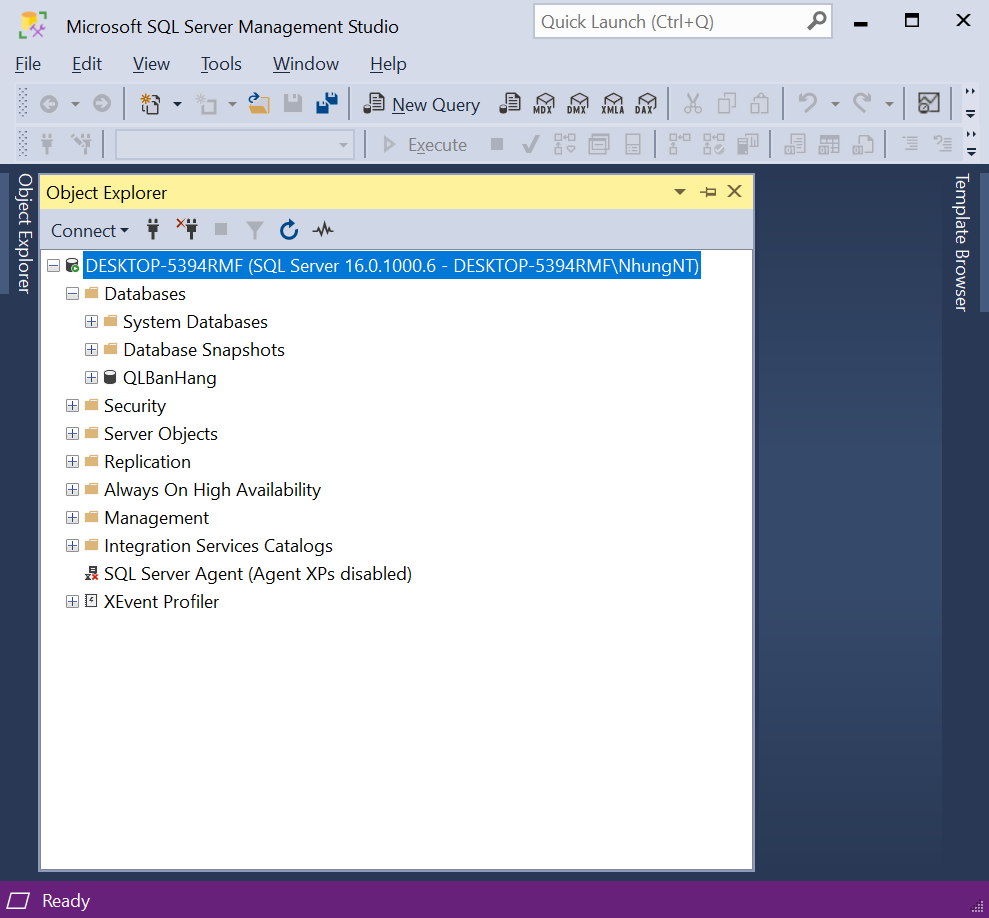 Microsoft SQL Server Management Studio
Quick Launch (Ctrl+Q)
File Edit View Tools Window Help
New Query MDX DMX XMLA DAX
Execute
Object Explorer
Object Explorer
Template Browser
Connect
DESKTOP-5394RMF (SQL Server 16.0.1000.6 - DESKTOP-5394RMF\NhungNT)
Databases
System Databases
Database Snapshots
QLBanHang
Security
Server Objects
Replication
Always On High Availability
Management
Integration Services Catalogs
SQL Server Agent (Agent XPs disabled)
XEvent Profiler
Ready